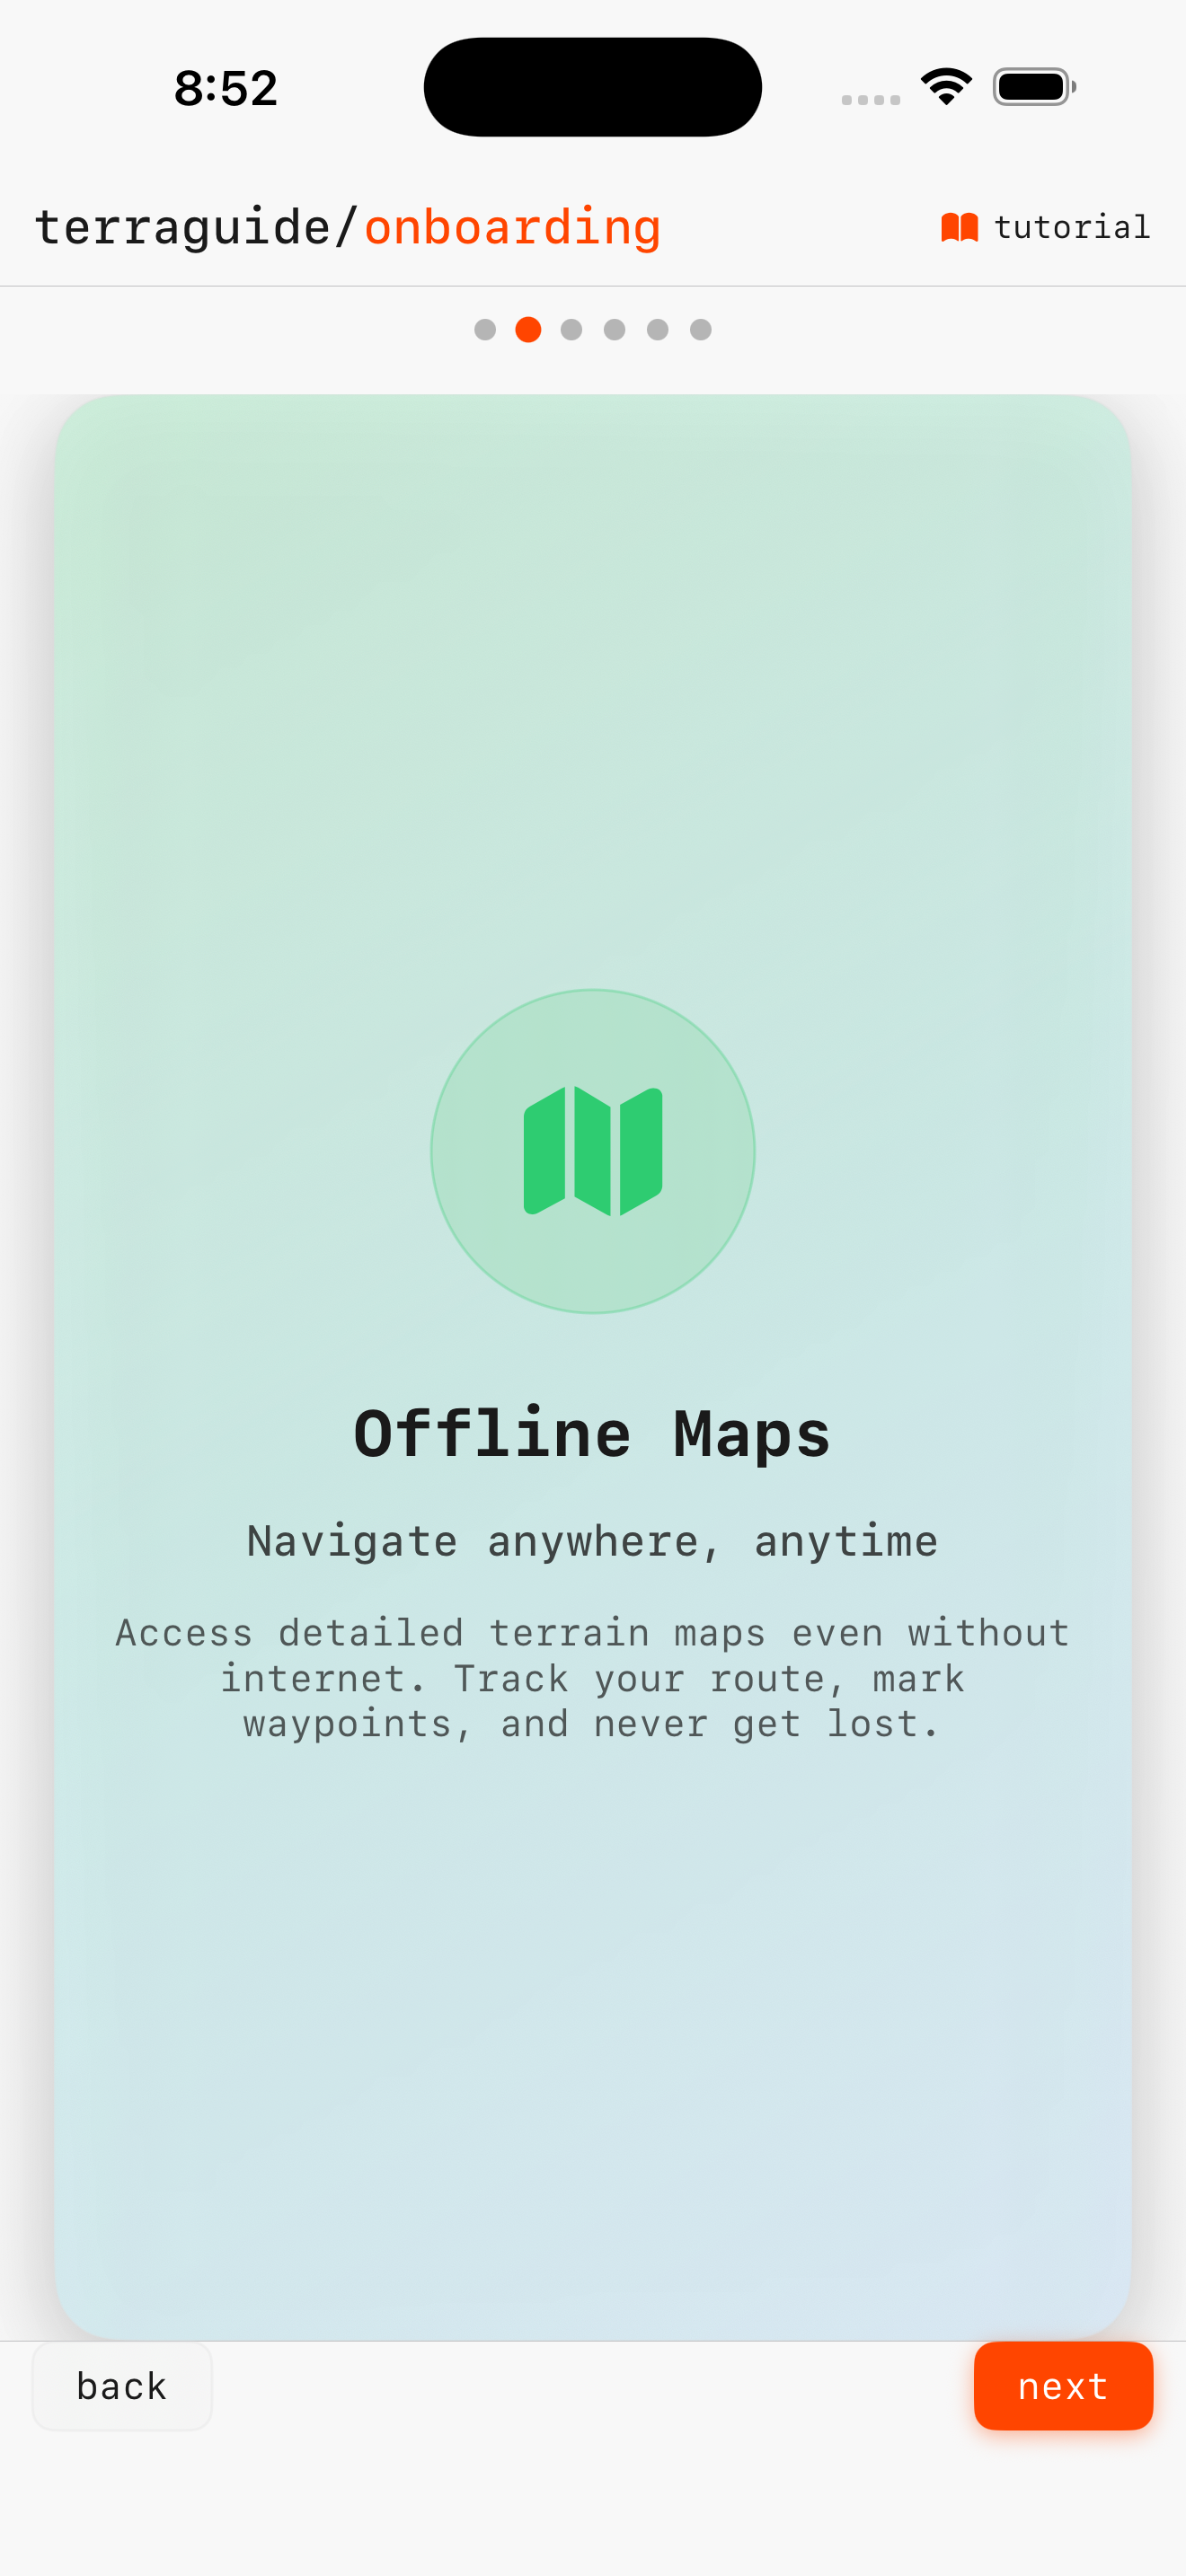 8:52
terraguide/onboarding
tutorial
Offline Maps
Navigate anywhere, anytime
Access detailed terrain maps even without
internet. Track your route, mark
waypoints, and never get lost.
back
next